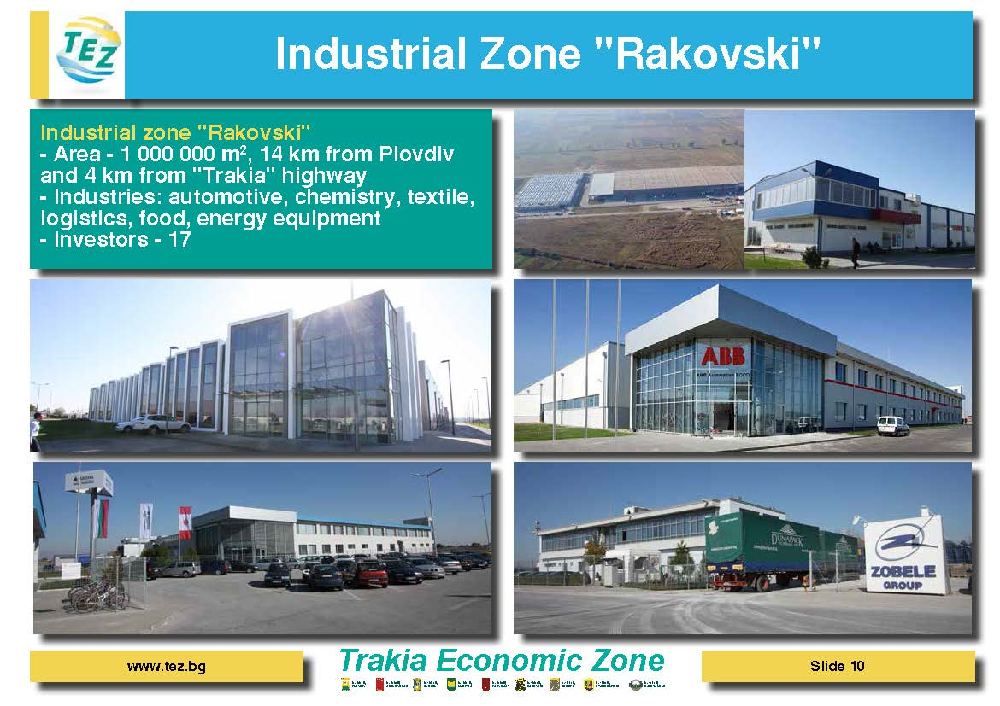 TEZ
Industrial Zone "Rakovski"
Industrial zone "Rakovski"
- Area - 1 000 000 m², 14 km from Plovdiv
and 4 km from "Trakia" highway
- Industries: automotive, chemistry, textile,
logistics, food, energy equipment
- Investors - 17
ABB
ABB Automation EOOD
DUNAPACK
ZOBELE
GROUP
www.tez.bg
Trakia Economic Zone
Slide 10